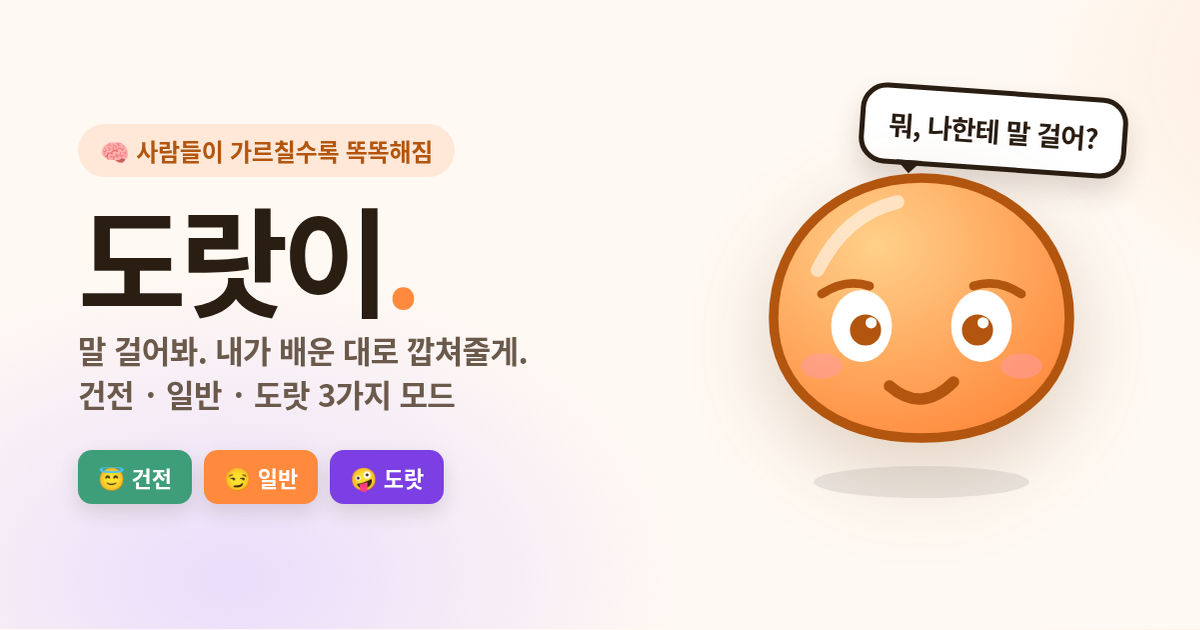 🧠 사람들이 가르칠수록 똑똑해짐
도랏이.
말 걸어봐. 내가 배운 대로 깝쳐줄게.
건전 · 일반 · 도랏 3가지 모드
😇 건전 😏 일반 🤪 도랏
뭐, 나한테 말 걸어?